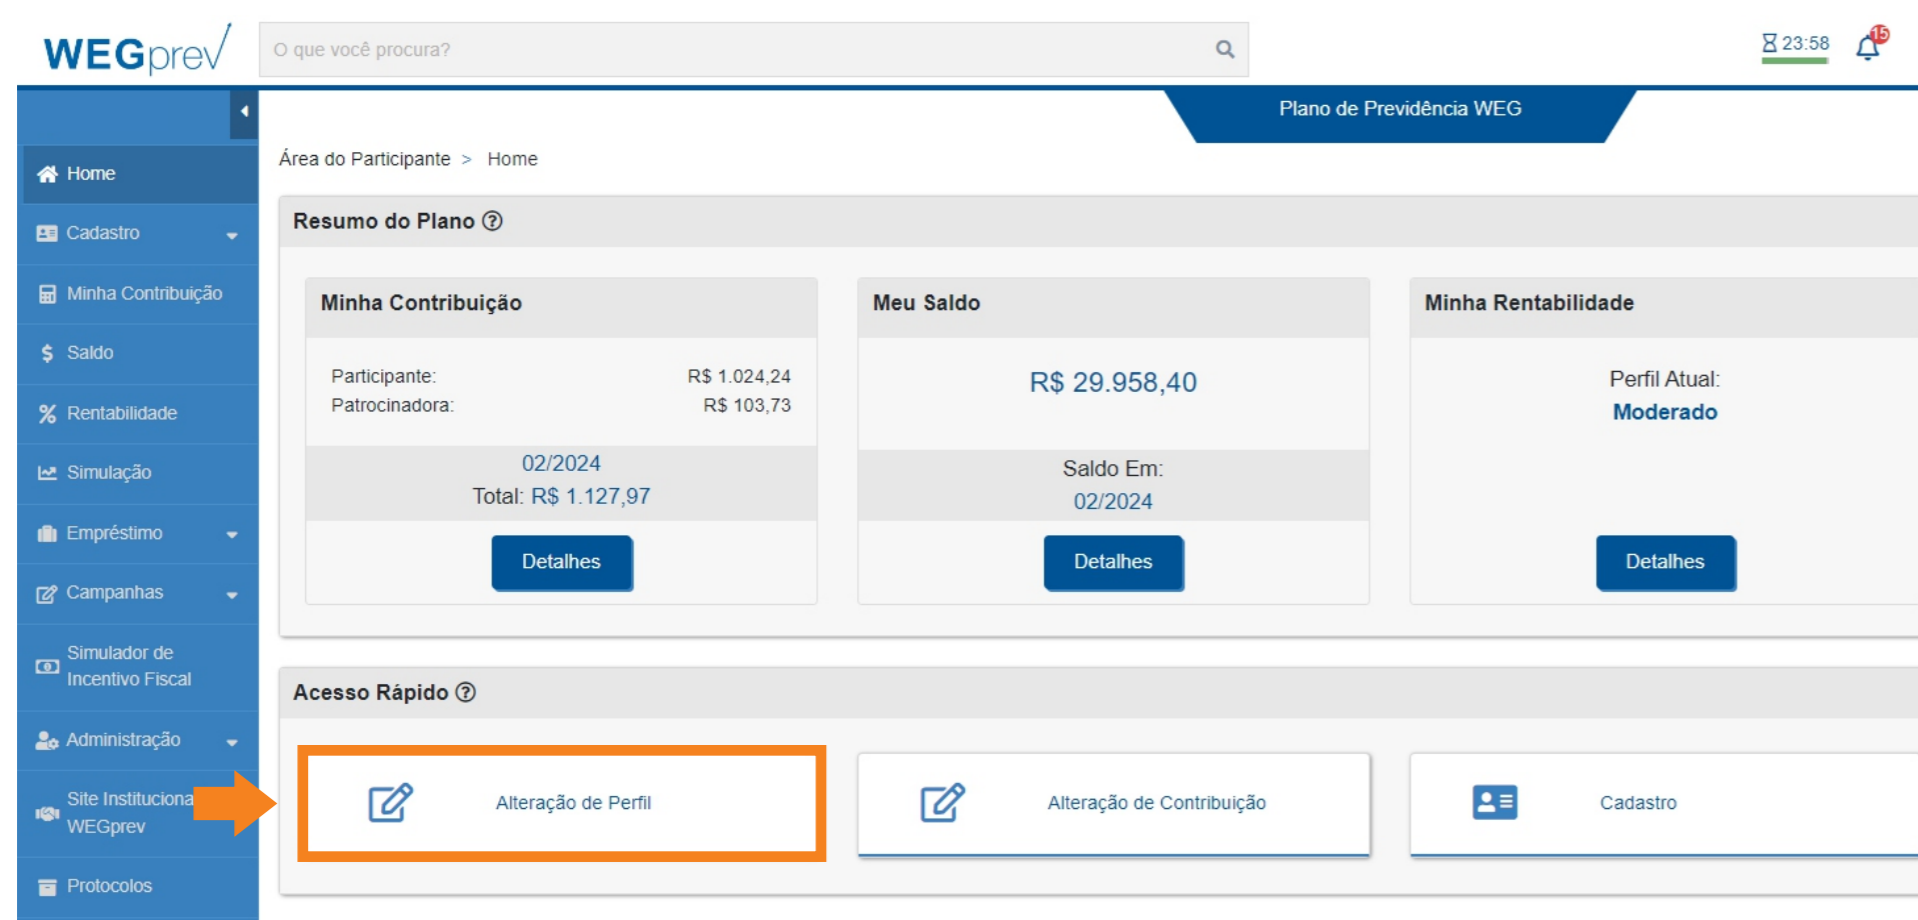 WEGprev
O que você procura?
23:58
15
Plano de Previdência WEG
Área do Participante > Home
Home
Cadastro
Minha Contribuição
$ Saldo
% Rentabilidade
Simulação
Empréstimo
Campanhas
Simulador de
Incentivo Fiscal
Administração
Site Instituciona
WEGprev
Protocolos
Resumo do Plano ?
Minha Contribuição
Participante: R$ 1.024,24
Patrocinadora: R$ 103,73
02/2024
Total: R$ 1.127,97
Detalhes
Meu Saldo
R$ 29.958,40
Saldo Em:
02/2024
Detalhes
Minha Rentabilidade
Perfil Atual:
Moderado
Detalhes
Acesso Rápido ?
Alteração de Perfil
Alteração de Contribuição
Cadastro